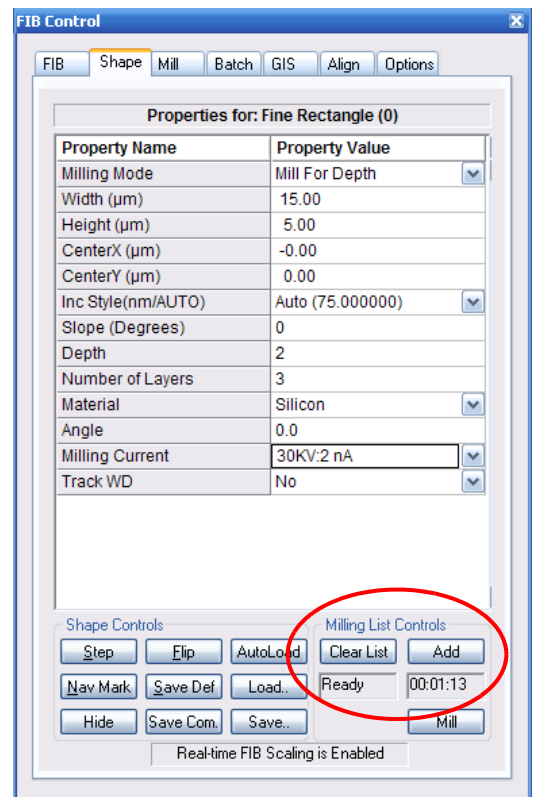 FIB Control
FIB Shape Mill Batch GIS Align Options
Properties for: Fine Rectangle (0)
Property Name Property Value
Milling Mode Mill For Depth
Width (µm) 15.00
Height (µm) 5.00
CenterX (µm) -0.00
CenterY (µm) 0.00
Inc Style(nm/AUTO) Auto (75.000000)
Slope (Degrees) 0
Depth 2
Number of Layers 3
Material Silicon
Angle 0.0
Milling Current 30KV:2 nA
Track WD No
Shape Controls Milling List Controls
Step Flip AutoLoad Clear List Add
Nav Mark Save Def Load.. Ready 00:01:13
Hide Save Com. Save.. Mill
Real-time FIB Scaling is Enabled